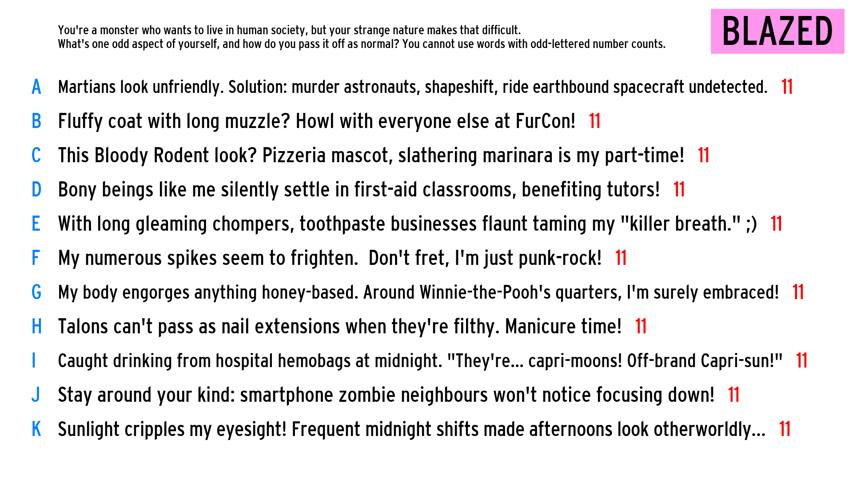 You're a monster who wants to live in human society, but your strange nature makes that difficult.
What's one odd aspect of yourself, and how do you pass it off as normal? You cannot use words with odd-lettered number counts.
BLAZED
A Martians look unfriendly. Solution: murder astronauts, shapeshift, ride earthbound spacecraft undetected. 11
B Fluffy coat with long muzzle? Howl with everyone else at FurCon! 11
C This Bloody Rodent look? Pizzeria mascot, slathering marinara is my part-time! 11
D Bony beings like me silently settle in first-aid classrooms, benefiting tutors! 11
E With long gleaming chompers, toothpaste businesses flaunt taming my "killer breath." ;) 11
F My numerous spikes seem to frighten. Don't fret, I'm just punk-rock! 11
G My body engorges anything honey-based. Around Winnie-the-Pooh's quarters, I'm surely embraced! 11
H Talons can't pass as nail extensions when they're filthy. Manicure time! 11
I Caught drinking from hospital hemobags at midnight. "They're... capri-moons! Off-brand Capri-sun!" 11
J Stay around your kind: smartphone zombie neighbours won't notice focusing down! 11
K Sunlight cripples my eyesight! Frequent midnight shifts made afternoons look otherworldly... 11